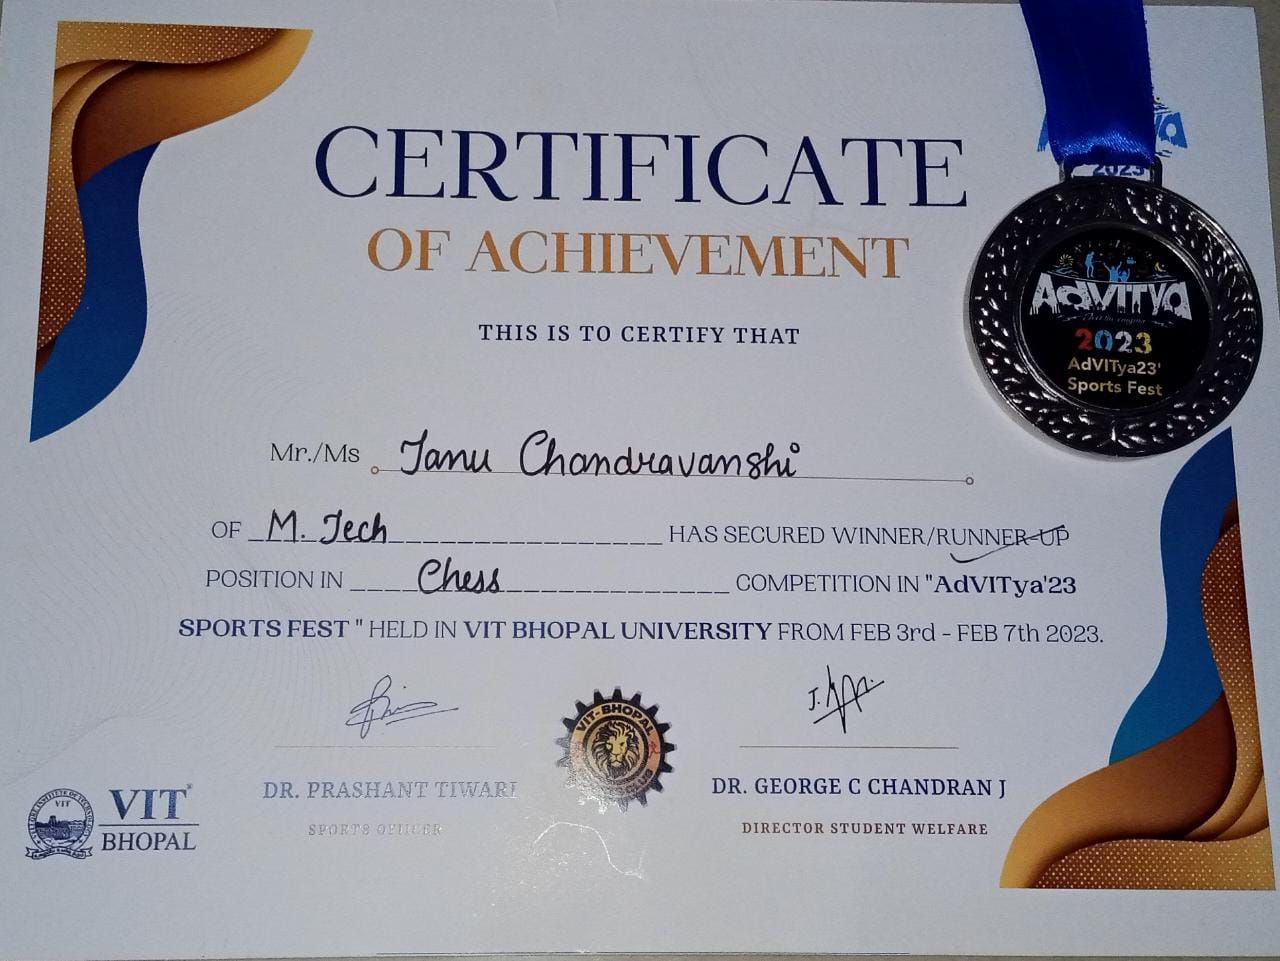 CERTIFICATE
OF ACHIEVEMENT
THIS IS TO CERTIFY THAT
Mr./Ms Tanu Chandravanshi
OF M. Tech HAS SECURED WINNER/RUNNER-UP
POSITION IN Chess COMPETITION IN "AdVITya'23
SPORTS FEST " HELD IN VIT BHOPAL UNIVERSITY FROM FEB 3rd - FEB 7th 2023.
DR. PRASHANT TIWARI
SPORTS OFFICER
DR. GEORGE C CHANDRAN J
DIRECTOR STUDENT WELFARE
VIT-BHOPAL
VIT
BHOPAL
VIT
2023
AdVITya
2023
AdVITya23'
Sports Fest